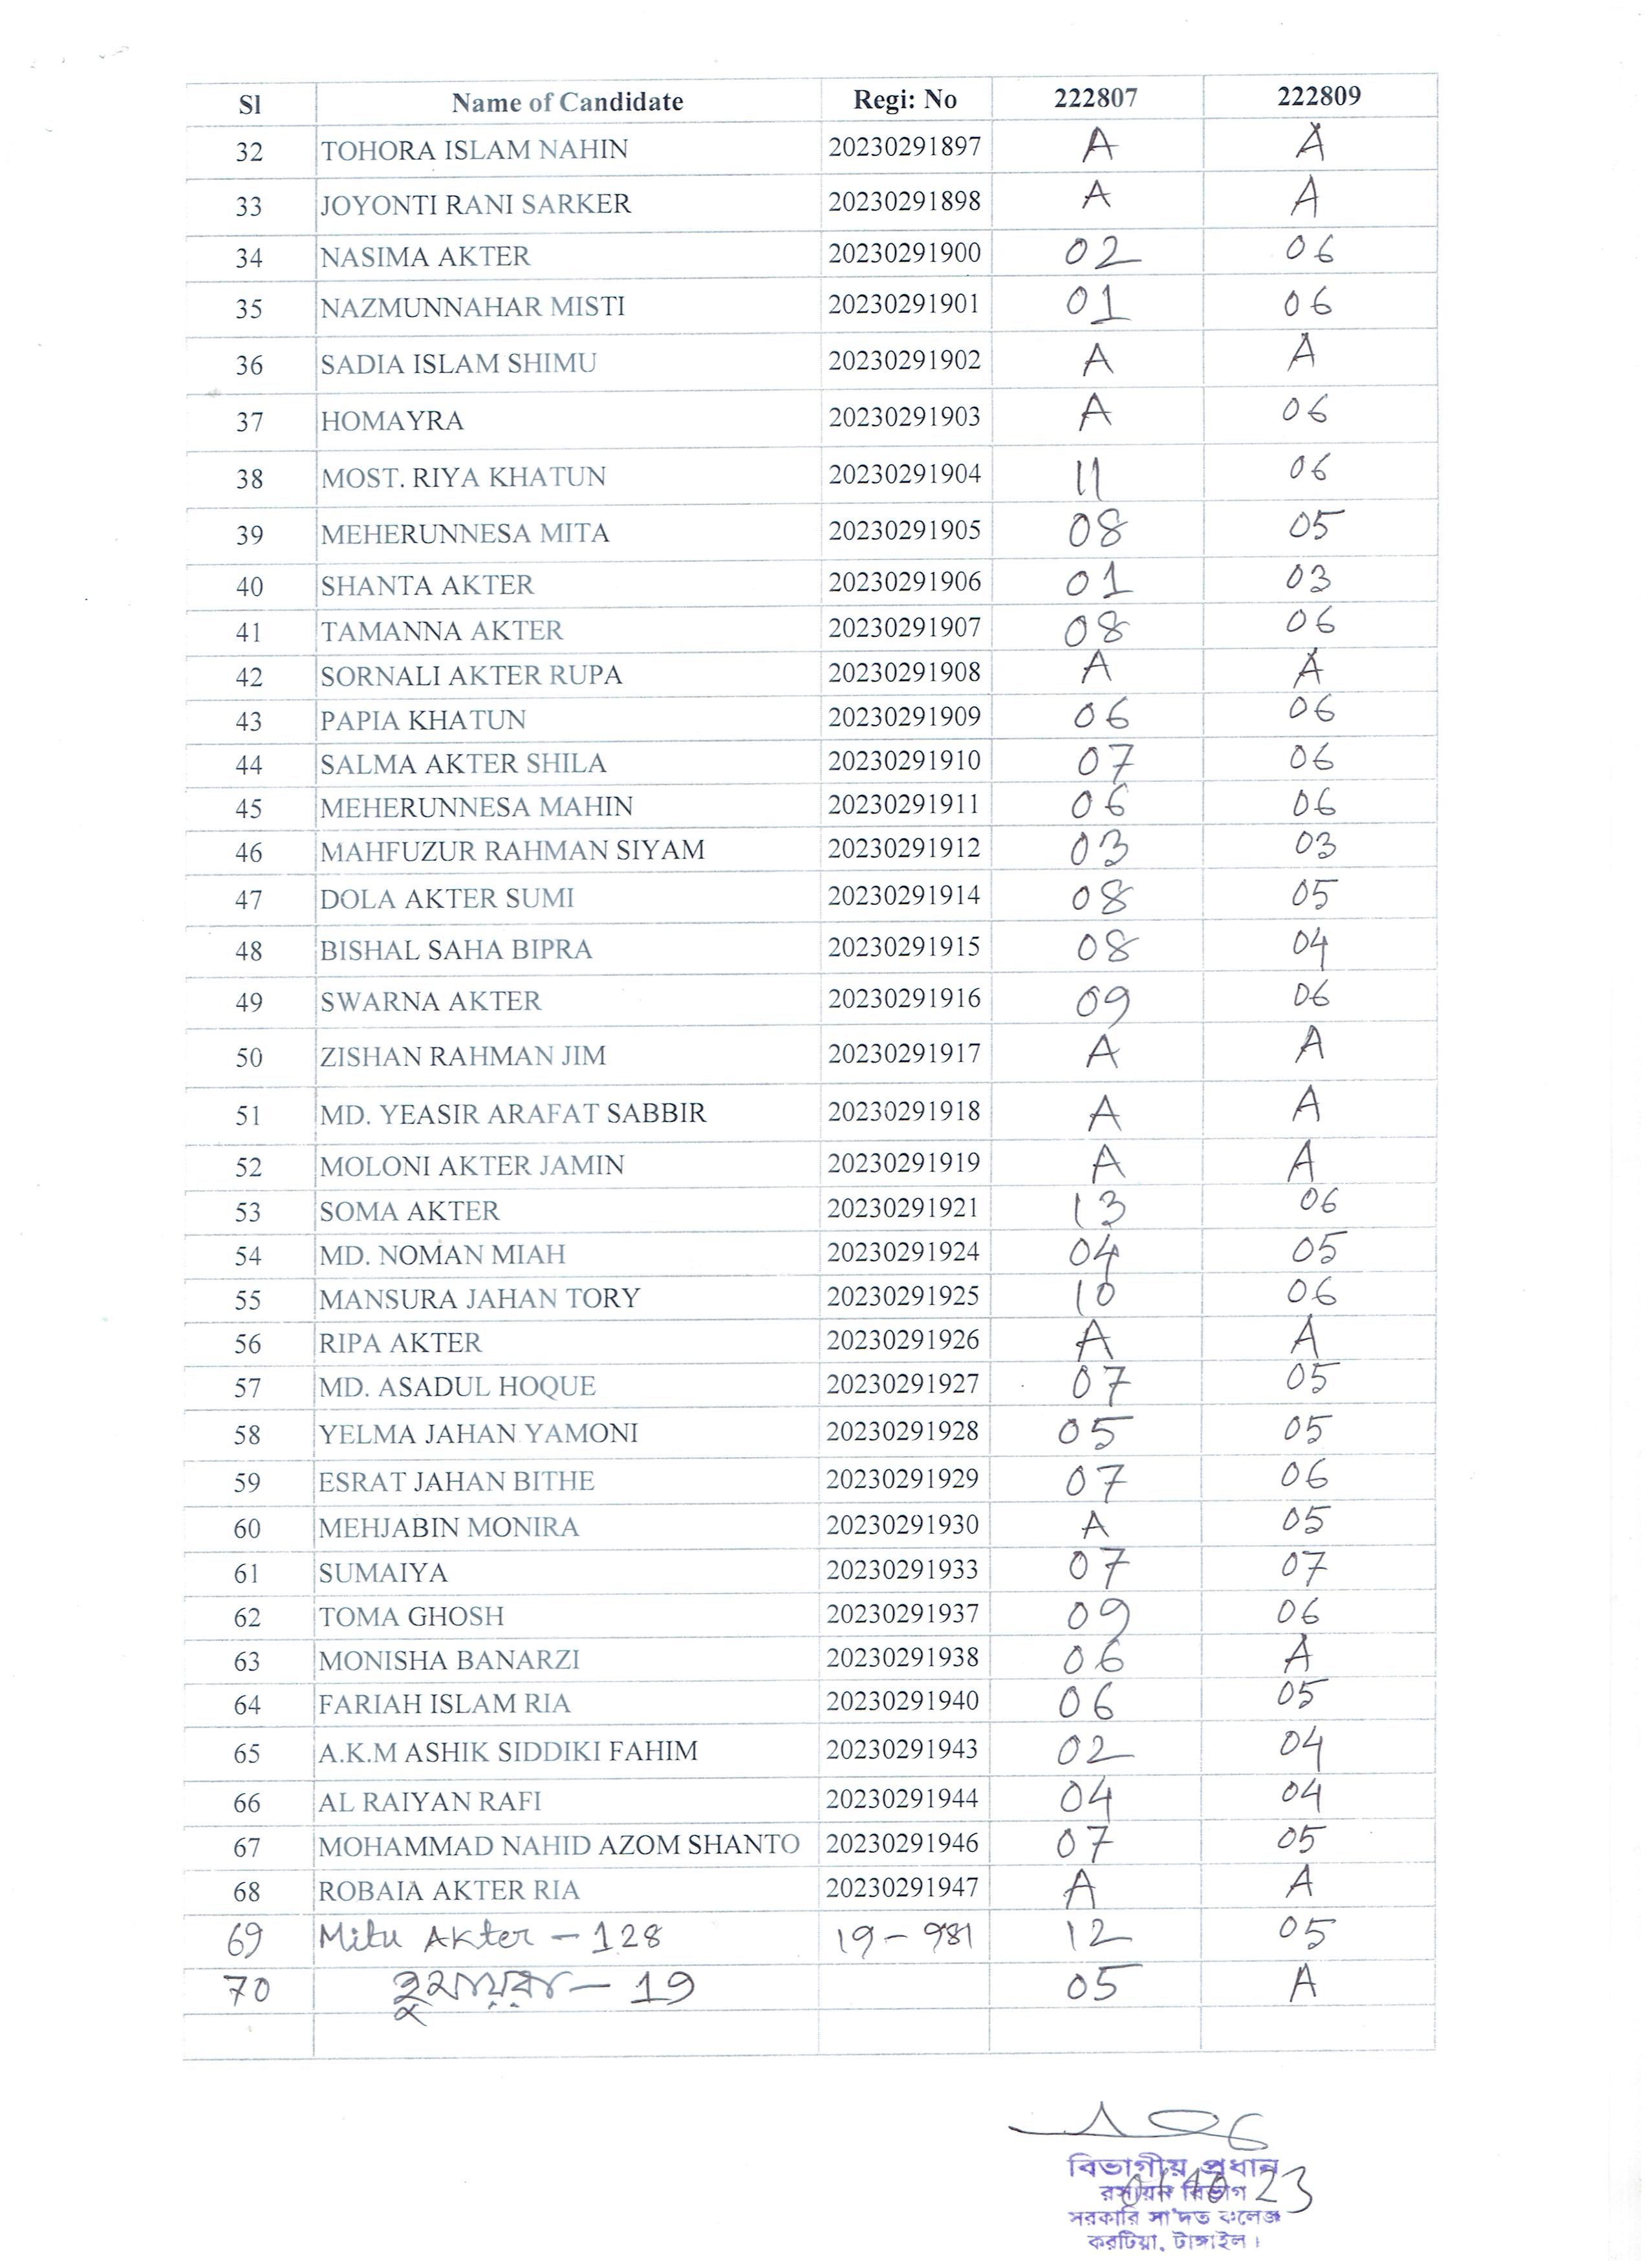 Sl Name of Candidate Regi: No 222807 222809
32 TOHORA ISLAM NAHIN 20230291897 A A
33 JOYONTI RANI SARKER 20230291898 A A
34 NASIMA AKTER 20230291900 02 06
35 NAZMUNNAHAR MISTI 20230291901 01 06
36 SADIA ISLAM SHIMU 20230291902 A A
37 HOMAYRA 20230291903 A 06
38 MOST. RIYA KHATUN 20230291904 11 06
39 MEHERUNNESA MITA 20230291905 08 05
40 SHANTA AKTER 20230291906 01 03
41 TAMANNA AKTER 20230291907 08 06
42 SORNALI AKTER RUPA 20230291908 A A
43 PAPIA KHATUN 20230291909 06 06
44 SALMA AKTER SHILA 20230291910 07 06
45 MEHERUNNESA MAHIN 20230291911 06 06
46 MAHFUZUR RAHMAN SIYAM 20230291912 03 03
47 DOLA AKTER SUMI 20230291914 08 05
48 BISHAL SAHA BIPRA 20230291915 08 04
49 SWARNA AKTER 20230291916 09 06
50 ZISHAN RAHMAN JIM 20230291917 A A
51 MD. YEASIR ARAFAT SABBIR 20230291918 A A
52 MOLONI AKTER JAMIN 20230291919 A A
53 SOMA AKTER 20230291921 13 06
54 MD. NOMAN MIAH 20230291924 04 05
55 MANSURA JAHAN TORY 20230291925 10 06
56 RIPA AKTER 20230291926 A A
57 MD. ASADUL HOQUE 20230291927 07 05
58 YELMA JAHAN YAMONI 20230291928 05 05
59 ESRAT JAHAN BITHE 20230291929 07 06
60 MEHJABIN MONIRA 20230291930 A 05
61 SUMAIYA 20230291933 07 07
62 TOMA GHOSH 20230291937 09 06
63 MONISHA BANARZI 20230291938 06 A
64 FARIAH ISLAM RIA 20230291940 06 05
65 A.K.M ASHIK SIDDIKI FAHIM 20230291943 02 04
66 AL RAIYAN RAFI 20230291944 04 04
67 MOHAMMAD NAHID AZOM SHANTO 20230291946 07 05
68 ROBAIA AKTER RIA 20230291947 A A
69 Mitu Akter – 128 19 – 981 12 05
70 হুমায়রা – 19 05 A
বিভাগীয় প্রধান
রসায়ন বিভাগ
সরকারি সা'দত কলেজ
করটিয়া, টাঙ্গাইল।